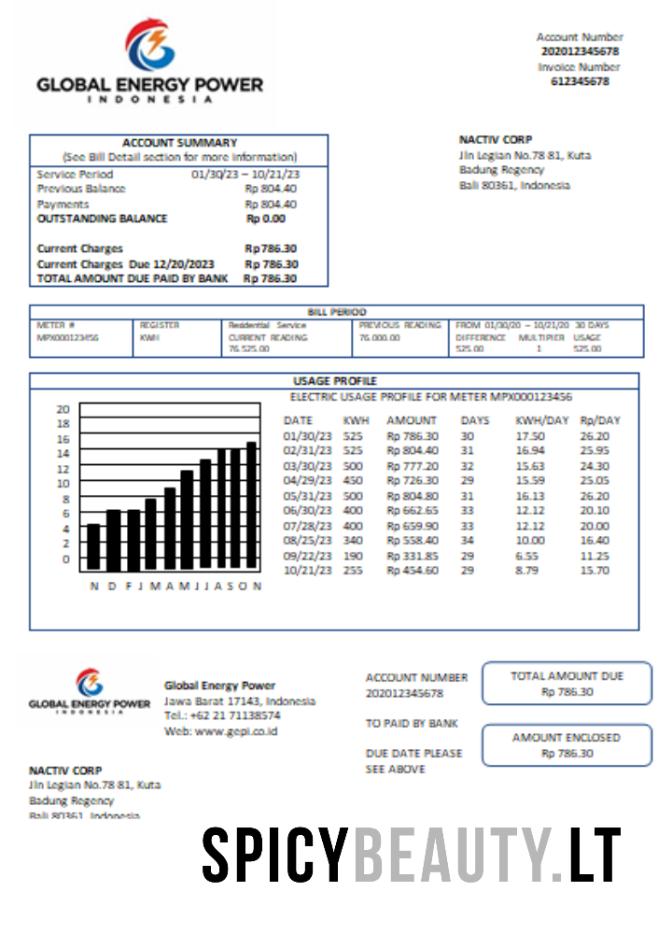 GLOBAL ENERGY POWER
INDONESIA
Account Number
202012345678
Invoice Number
612345678
ACCOUNT SUMMARY
(See Bill Detail section for more information)
Service Period 01/30/23 – 10/21/23
Previous Balance Rp 804.40
Payments Rp 804.40
OUTSTANDING BALANCE Rp 0.00
Current Charges Rp 786.30
Current Charges Due 12/20/2023 Rp 786.30
TOTAL AMOUNT DUE PAID BY BANK Rp 786.30
NACTIV CORP
Jln Legian No.78 81, Kuta
Badung Regency
Bali 80361, Indonesia
BILL PERIOD
METER # REGISTER Residential Service PREVIOUS READING FROM 01/30/20 – 10/21/20 30 DAYS
MPX000123456 KWH CURRENT READING 76.000.00 DIFFERENCE MULTIPIER USAGE
76.525.00 525.00 1 525.00
USAGE PROFILE
ELECTRIC USAGE PROFILE FOR METER MPX000123456
20
18
16
14
12
10
8
6
4
2
0
N D F J M A M J J A S O N
DATE KWH AMOUNT DAYS KWH/DAY Rp/DAY
01/30/23 525 Rp 786.30 30 17.50 26.20
02/31/23 525 Rp 804.40 31 16.94 25.95
03/30/23 500 Rp 777.20 32 15.63 24.30
04/29/23 450 Rp 726.30 29 15.59 25.05
05/31/23 500 Rp 804.80 31 16.13 26.20
06/30/23 400 Rp 662.65 33 12.12 20.10
07/28/23 400 Rp 659.90 33 12.12 20.00
08/25/23 340 Rp 558.40 34 10.00 16.40
09/22/23 190 Rp 331.85 29 6.55 11.25
10/21/23 255 Rp 454.60 29 8.79 15.70
GLOBAL ENERGY POWER
INDONESIA
Global Energy Power
Jawa Barat 17143, Indonesia
Tel.: +62 21 71138574
Web: www.gepi.co.id
ACCOUNT NUMBER
202012345678
TO PAID BY BANK
DUE DATE PLEASE
SEE ABOVE
TOTAL AMOUNT DUE
Rp 786.30
AMOUNT ENCLOSED
Rp 786.30
NACTIV CORP
Jln Legian No.78 81, Kuta
Badung Regency
Bali 80361, Indonesia
SPICYBEAUTY.LT